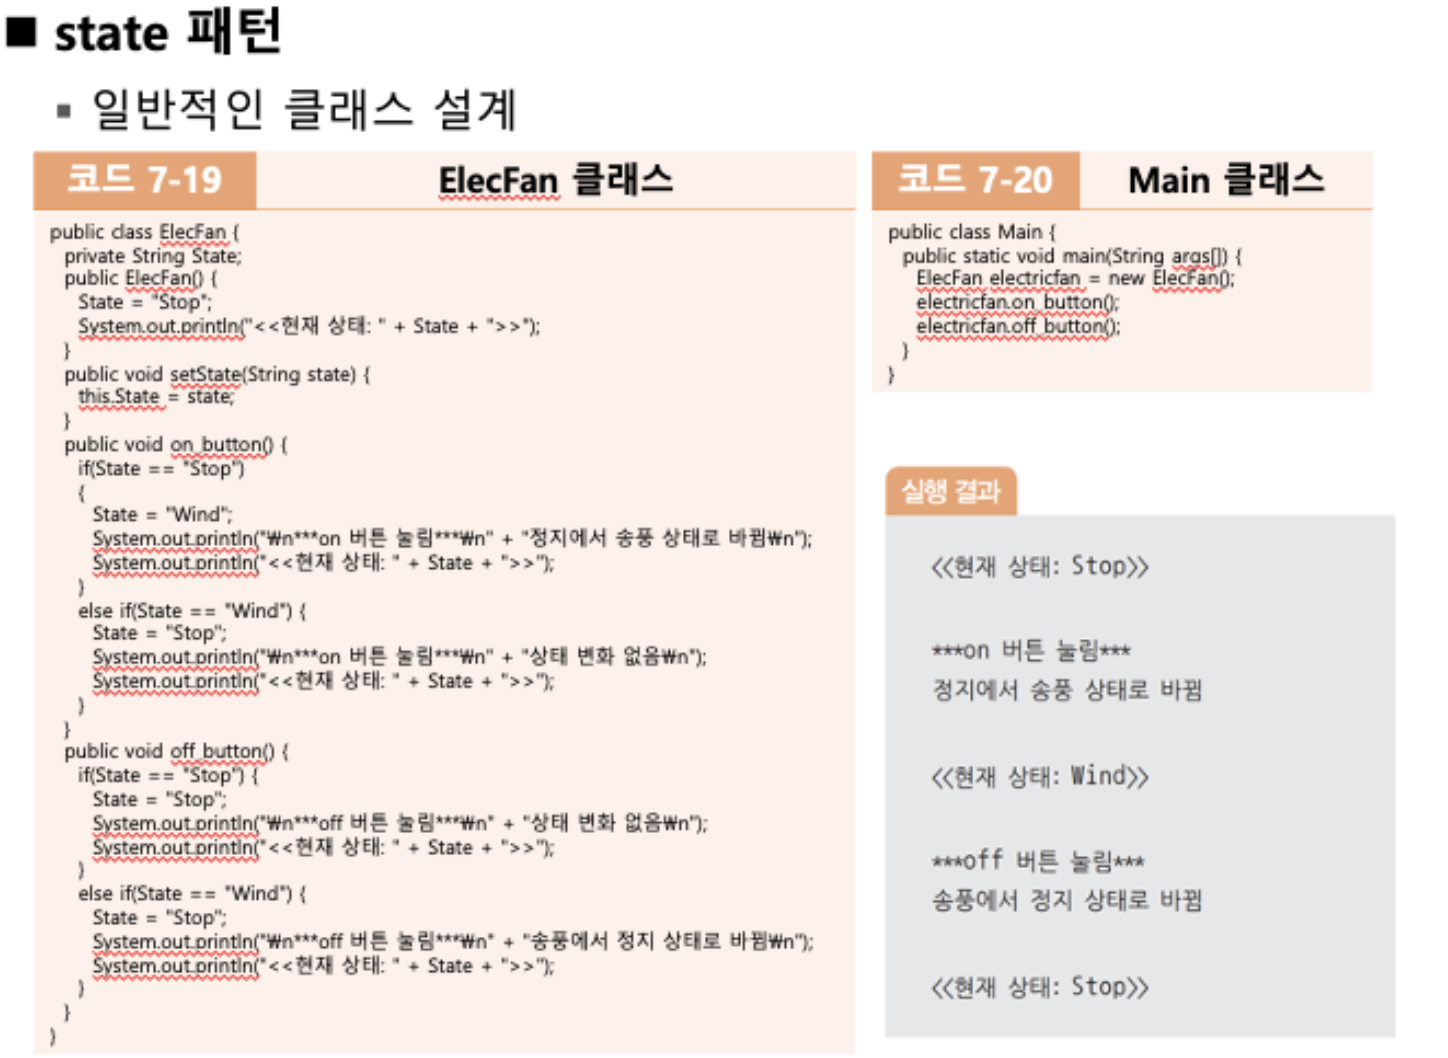 ■ state 패턴
▪ 일반적인 클래스 설계
코드 7-19 ElecFan 클래스
public class ElecFan {
private String State;
public ElecFan() {
State = "Stop";
System.out.println("<<현재 상태: " + State + ">>");
}
public void setState(String state) {
this.State = state;
}
public void on_button() {
if(State == "Stop")
{
State = "Wind";
System.out.println("₩n***on 버튼 눌림***₩n" + "정지에서 송풍 상태로 바뀜₩n");
System.out.println("<<현재 상태: " + State + ">>");
}
else if(State == "Wind") {
State = "Stop";
System.out.println("₩n***on 버튼 눌림***₩n" + "상태 변화 없음₩n");
System.out.println("<<현재 상태: " + State + ">>");
}
}
public void off_button() {
if(State == "Stop") {
State = "Stop";
System.out.println("₩n***off 버튼 눌림***₩n" + "상태 변화 없음₩n");
System.out.println("<<현재 상태: " + State + ">>");
}
else if(State == "Wind") {
State = "Stop";
System.out.println("₩n***off 버튼 눌림***₩n" + "송풍에서 정지 상태로 바뀜₩n");
System.out.println("<<현재 상태: " + State + ">>");
}
}
}
코드 7-20 Main 클래스
public class Main {
public static void main(String args[]) {
ElecFan electricfan = new ElecFan();
electricfan.on_button();
electricfan.off_button();
}
}
실행 결과
<<현재 상태: Stop>>
***on 버튼 눌림***
정지에서 송풍 상태로 바뀜
<<현재 상태: Wind>>
***off 버튼 눌림***
송풍에서 정지 상태로 바뀜
<<현재 상태: Stop>>